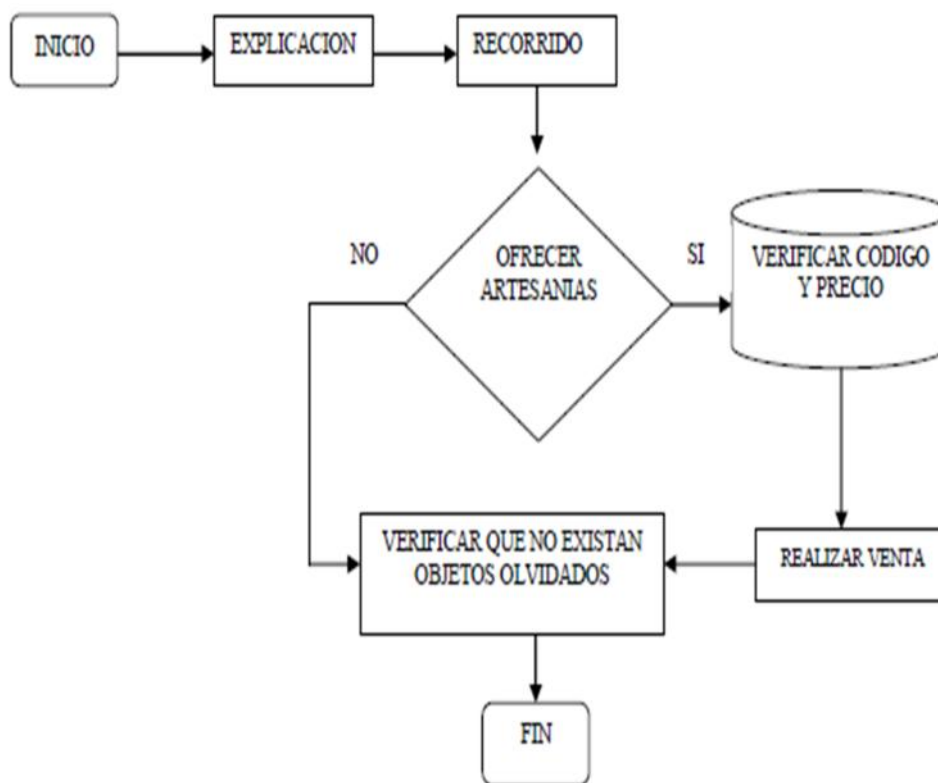 INICIO
EXPLICACION
RECORRIDO
NO
OFRECER
ARTESANIAS
SI
VERIFICAR CODIGO
Y PRECIO
VERIFICAR QUE NO EXISTAN
OBJETOS OLVIDADOS
REALIZAR VENTA
FIN